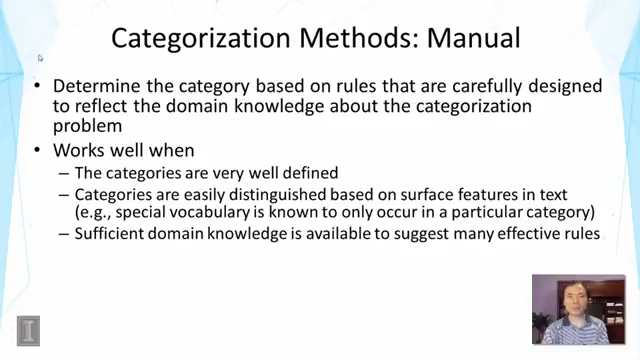 Categorization Methods: Manual
• Determine the category based on rules that are carefully designed
to reflect the domain knowledge about the categorization
problem
• Works well when
– The categories are very well defined
– Categories are easily distinguished based on surface features in text
(e.g., special vocabulary is known to only occur in a particular category)
– Sufficient domain knowledge is available to suggest many effective rules
I